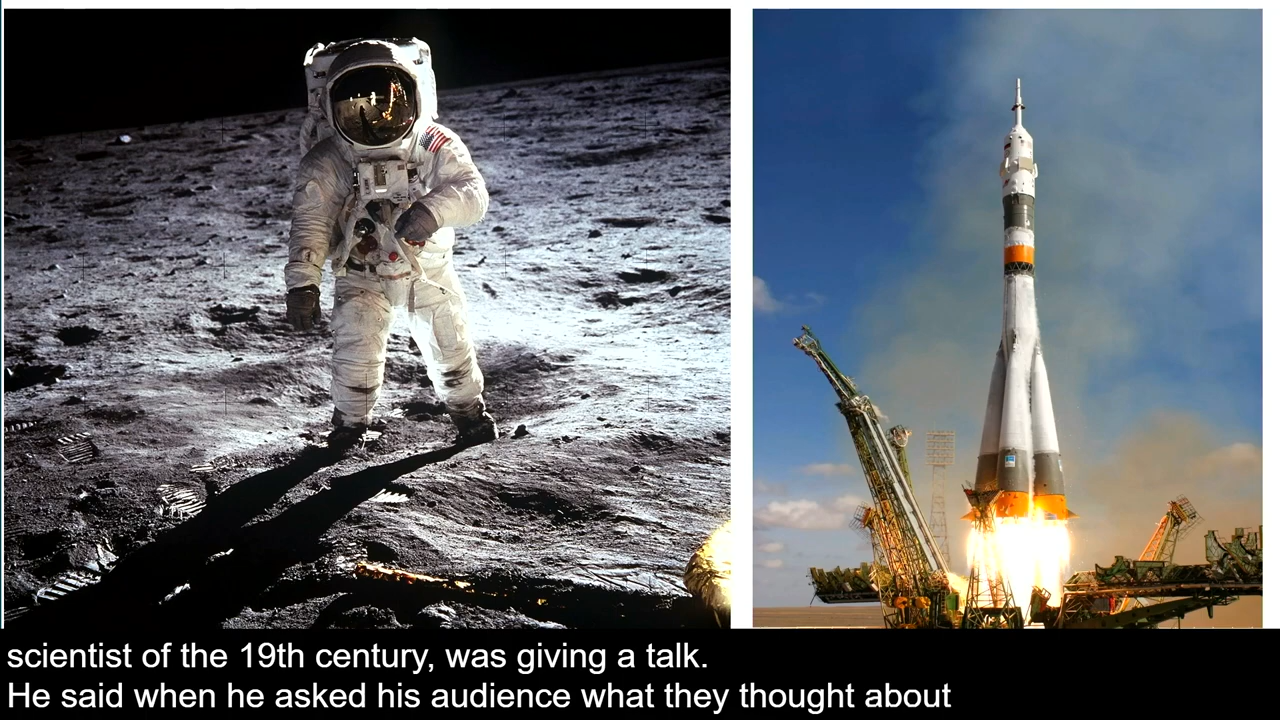 scientist of the 19th century, was giving a talk.
He said when he asked his audience what they thought about